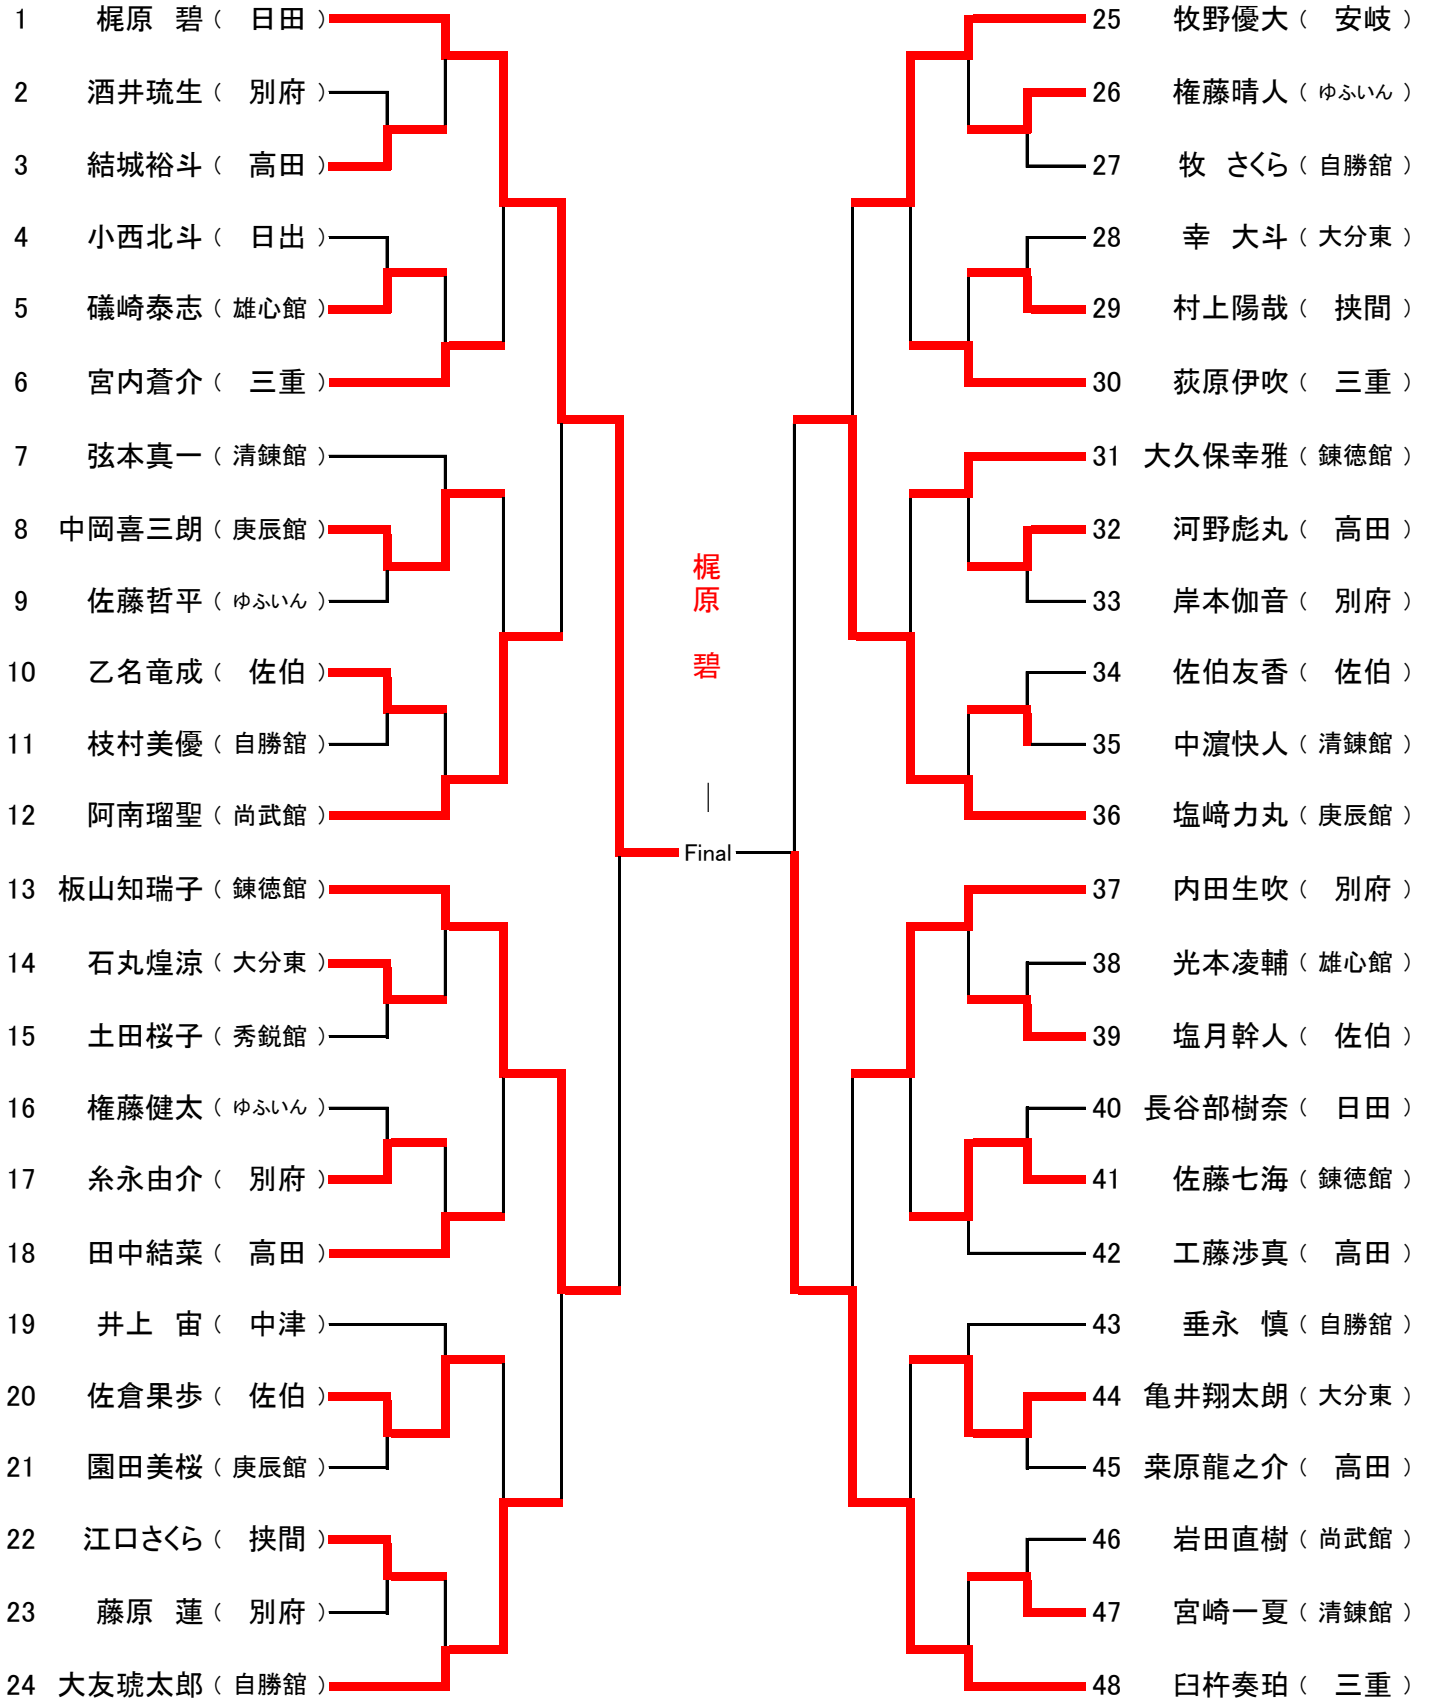 1 梶原 碧 ( 日田 )
2 酒井琉生 ( 別府 )
3 結城裕斗 ( 高田 )
4 小西北斗 ( 日出 )
5 礒崎泰志 ( 雄心館 )
6 宮内蒼介 ( 三重 )
7 弦本真一 ( 清錬館 )
8 中岡喜三朗 ( 庚辰館 )
9 佐藤哲平 ( ゆふいん )
10 乙名竜成 ( 佐伯 )
11 枝村美優 ( 自勝舘 )
12 阿南瑠聖 ( 尚武館 )
13 板山知瑞子 ( 錬徳館 )
14 石丸煌涼 ( 大分東 )
15 土田桜子 ( 秀鋭館 )
16 権藤健太 ( ゆふいん )
17 糸永由介 ( 別府 )
18 田中結菜 ( 高田 )
19 井上 宙 ( 中津 )
20 佐倉果歩 ( 佐伯 )
21 園田美桜 ( 庚辰館 )
22 江口さくら ( 挟間 )
23 藤原 蓮 ( 別府 )
24 大友琥太郎 ( 自勝舘 )
梶原 碧
|
Final
25 牧野優大 ( 安岐 )
26 権藤晴人 ( ゆふいん )
27 牧 さくら ( 自勝舘 )
28 幸 大斗 ( 大分東 )
29 村上陽哉 ( 挟間 )
30 荻原伊吹 ( 三重 )
31 大久保幸雅 ( 錬徳館 )
32 河野彪丸 ( 高田 )
33 岸本伽音 ( 別府 )
34 佐伯友香 ( 佐伯 )
35 中濵快人 ( 清錬館 )
36 塩﨑力丸 ( 庚辰館 )
37 内田生吹 ( 別府 )
38 光本凌輔 ( 雄心館 )
39 塩月幹人 ( 佐伯 )
40 長谷部樹奈 ( 日田 )
41 佐藤七海 ( 錬徳館 )
42 工藤渉真 ( 高田 )
43 垂永 慎 ( 自勝舘 )
44 亀井翔太朗 ( 大分東 )
45 桒原龍之介 ( 高田 )
46 岩田直樹 ( 尚武館 )
47 宮崎一夏 ( 清錬館 )
48 臼杵奏珀 ( 三重 )